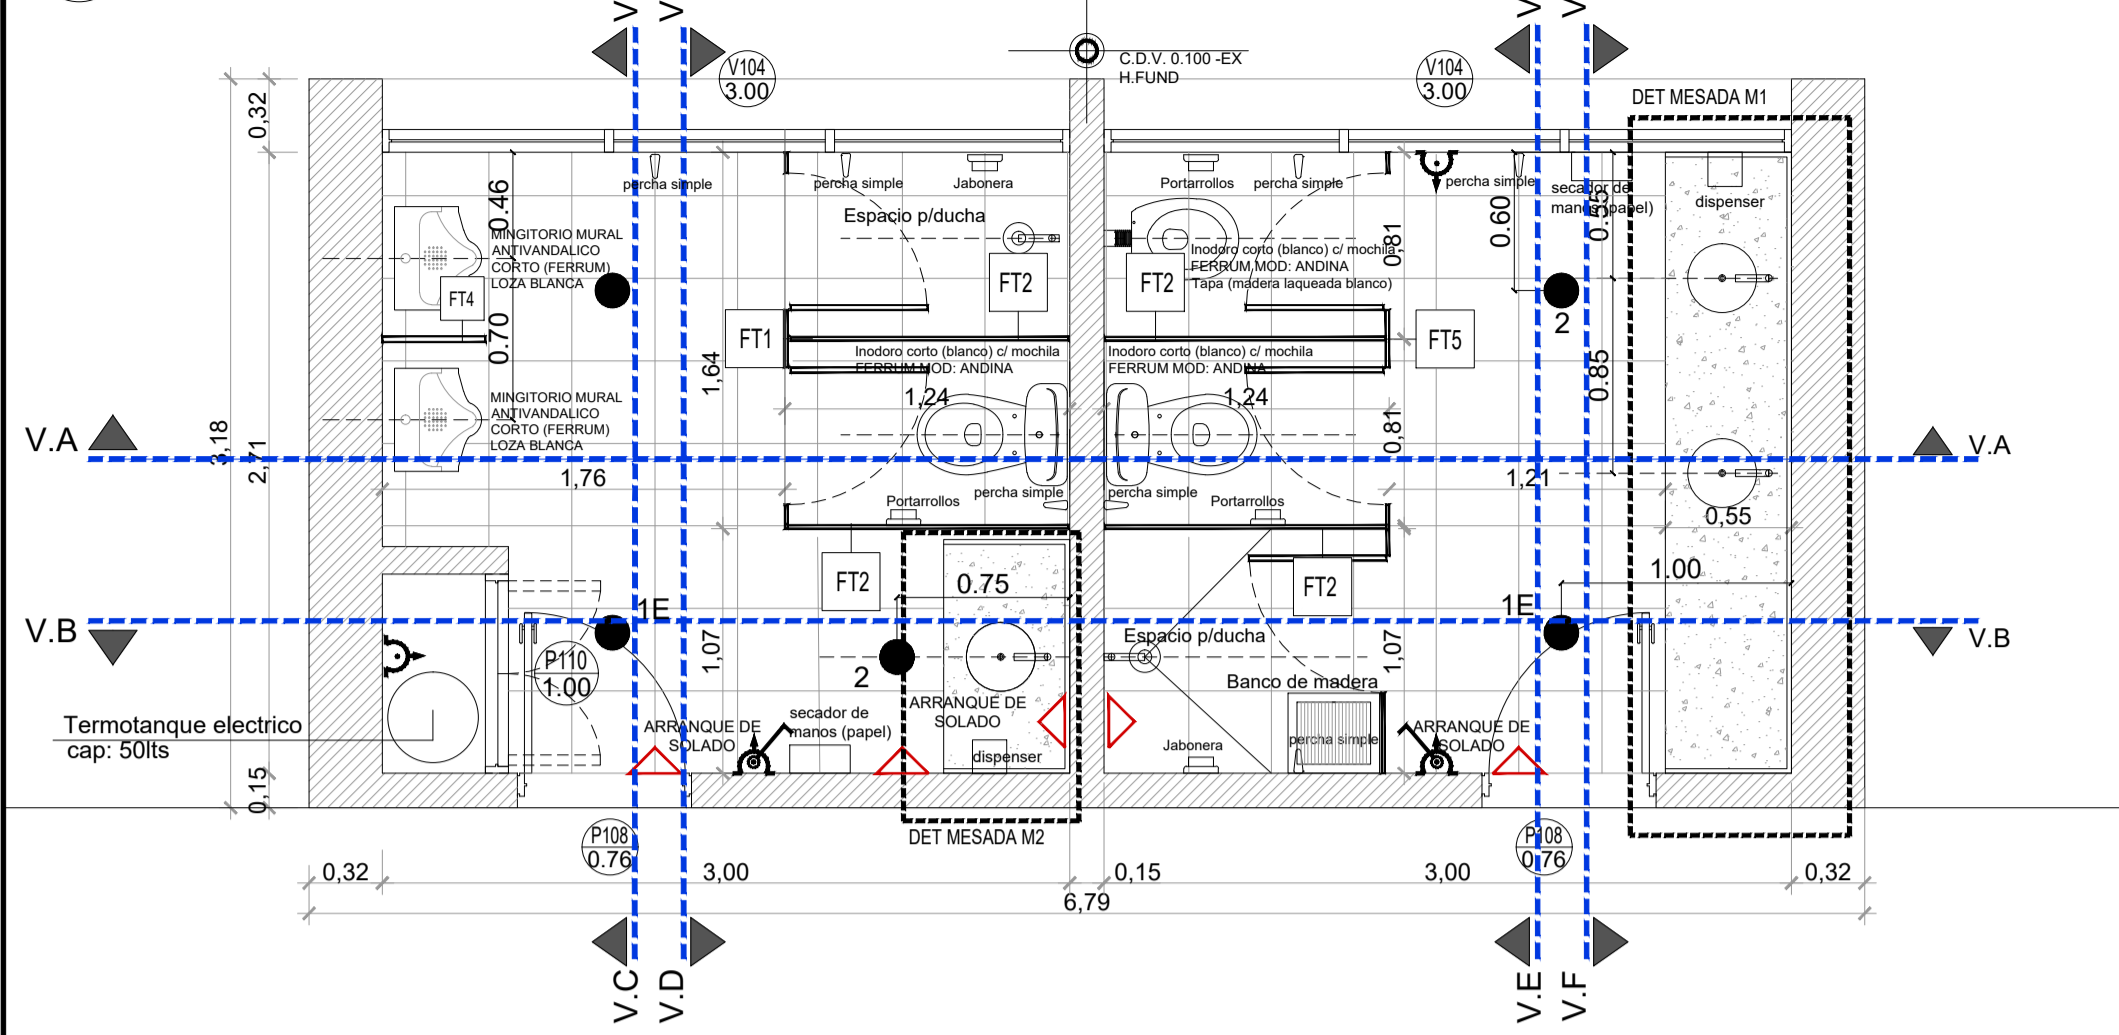 V
V
V
V
C.D.V. 0.100 -EX
H.FUND
V104
3.00
V104
3.00
DET MESADA M1
0,32
percha simple
percha simple
Jabonera
Portarrollos
percha simple
percha simple
secador de
manos (papel)
dispenser
0.46
Espacio p/ducha
0.60
0.55
0,81
MINGITORIO MURAL
ANTIVANDALICO
CORTO (FERRUM)
LOZA BLANCA
Inodoro corto (blanco) c/ mochila
FERRUM MOD: ANDINA
Tapa (madera laqueada blanco)
FT4
FT2
FT2
FT1
FT5
2
0.70
1,64
0.85
Inodoro corto (blanco) c/ mochila
FERRUM MOD: ANDINA
Inodoro corto (blanco) c/ mochila
FERRUM MOD: ANDINA
1,24
1,24
MINGITORIO MURAL
ANTIVANDALICO
CORTO (FERRUM)
LOZA BLANCA
0,81
V.A
V.A
3,18
2,71
1,76
1,21
percha simple
percha simple
Portarrollos
Portarrollos
0,55
FT2
0.75
FT2
1.00
1E
1E
V.B
V.B
Espacio p/ducha
1,07
1,07
P110
1.00
2
Banco de madera
Termotanque electrico
cap: 50lts
ARRANQUE DE
SOLADO
secador de
manos (papel)
ARRANQUE DE
SOLADO
dispenser
Jabonera
percha simple
ARRANQUE DE
SOLADO
0,15
P108
0.76
DET MESADA M2
P108
0.76
0,32
3,00
0,15
3,00
0,32
6,79
V.C
V.D
V.E
V.F